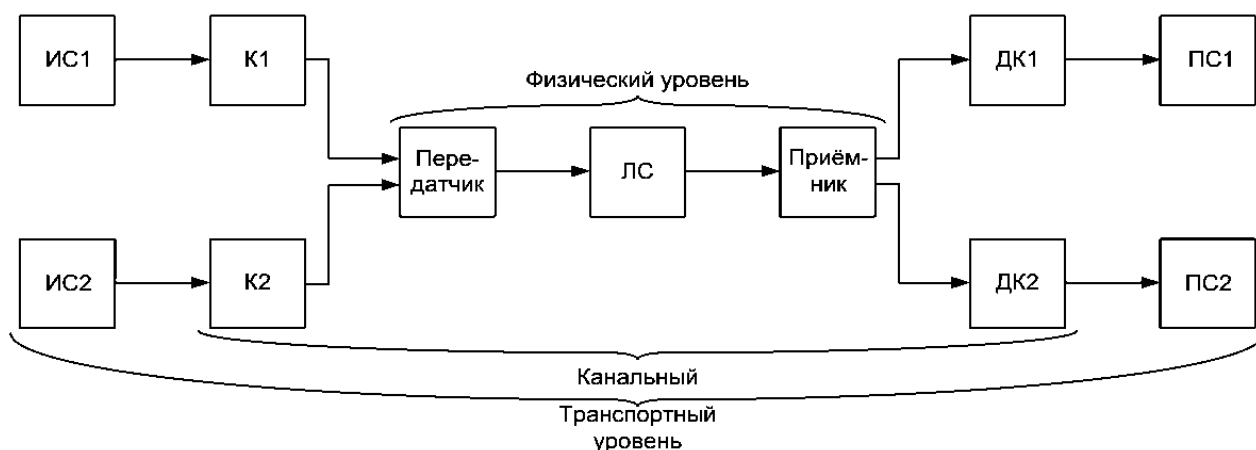 ИС1
К1
ДК1
ПС1
Физический уровень
Пере-
датчик
ЛС
Приём-
ник
ИС2
К2
ДК2
ПС2
Канальный
Транспортный
уровень